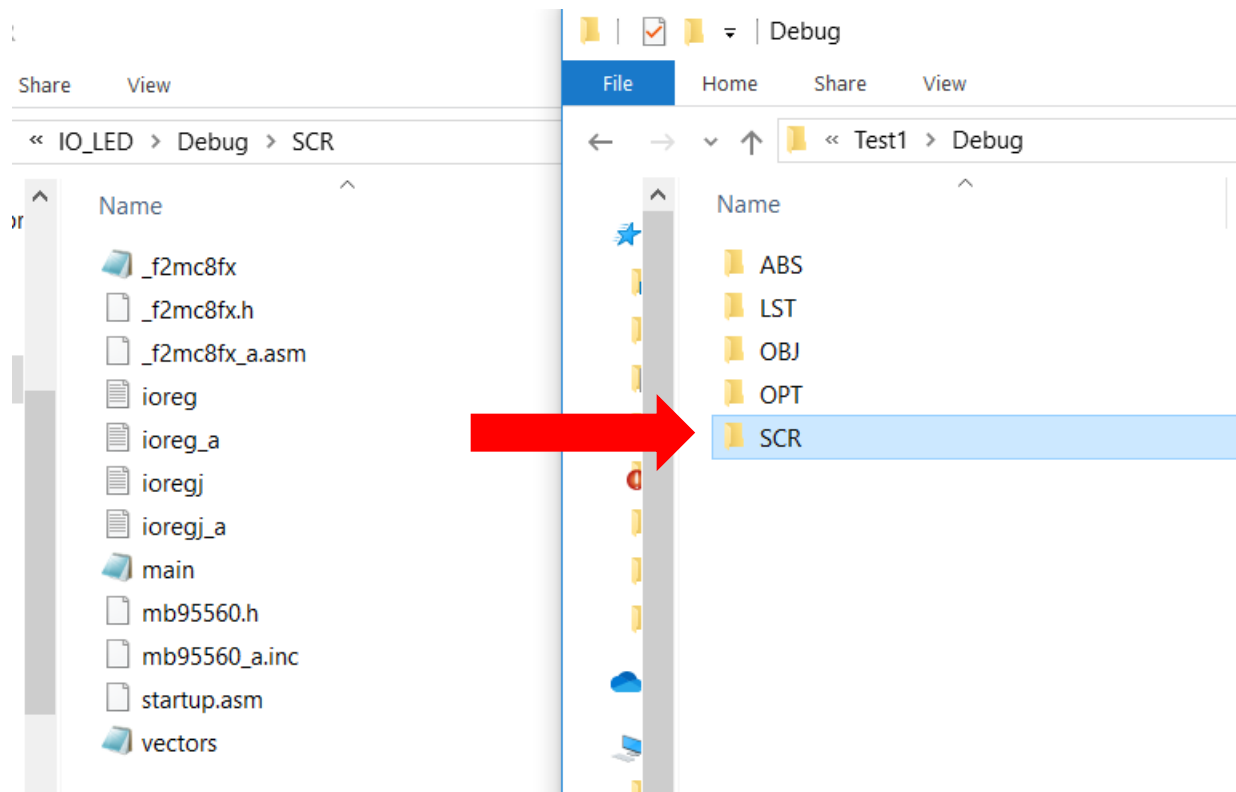 Share View
« IO_LED > Debug > SCR
Name
_f2mc8fx
_f2mc8fx.h
_f2mc8fx_a.asm
ioreg
ioreg_a
ioregj
ioregj_a
main
mb95560.h
mb95560_a.inc
startup.asm
vectors
Debug
File Home Share View
« Test1 > Debug
Name
ABS
LST
OBJ
OPT
SCR